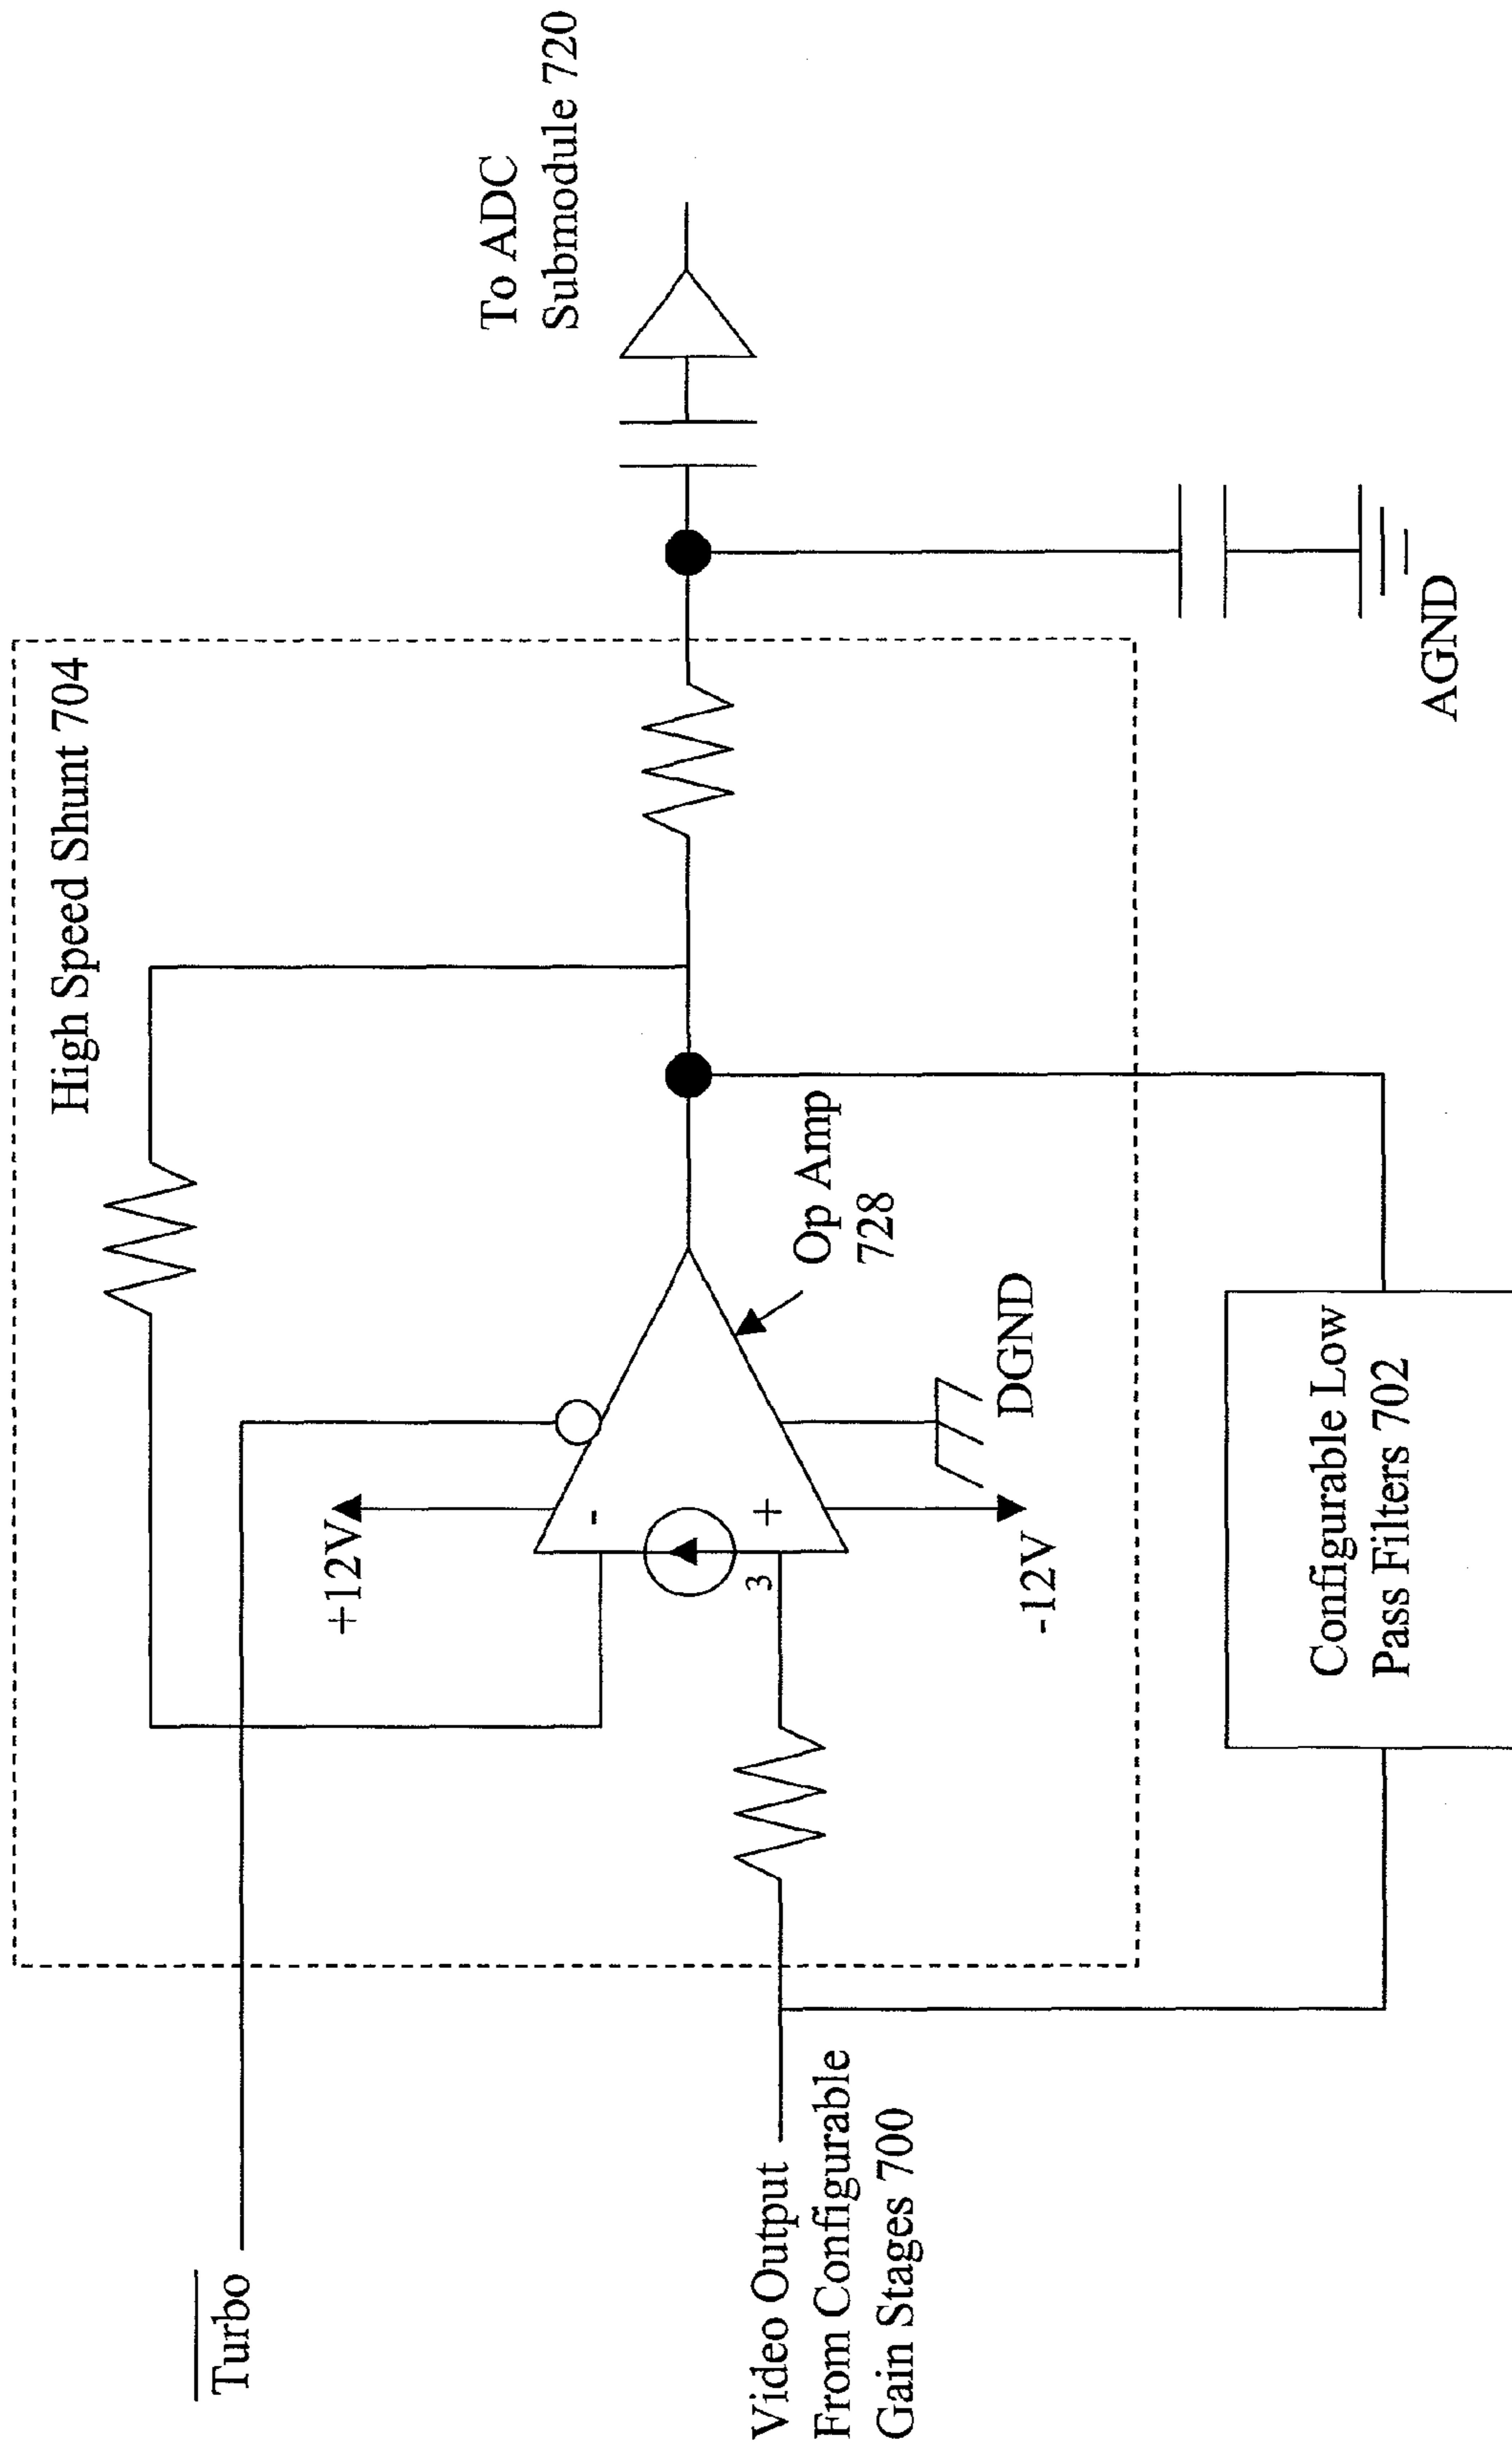 High Speed Shunt 704
Turbo
+12V
-
+
3
-12V
DGND
Op Amp
728
To ADC
Submodule 720
Video Output
From Configurable
Gain Stages 700
Configurable Low
Pass Filters 702
AGND